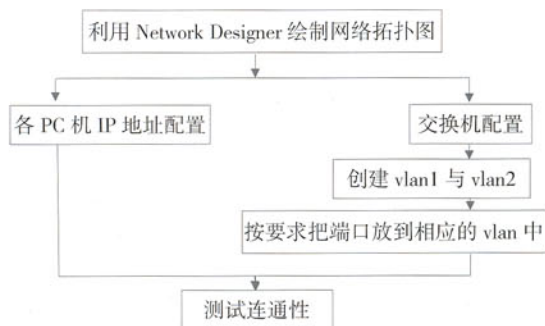 利用 Network Designer 绘制网络拓扑图
各 PC 机 IP 地址配置
交换机配置
创建 vlan1 与 vlan2
按要求把端口放到相应的 vlan 中
测试连通性